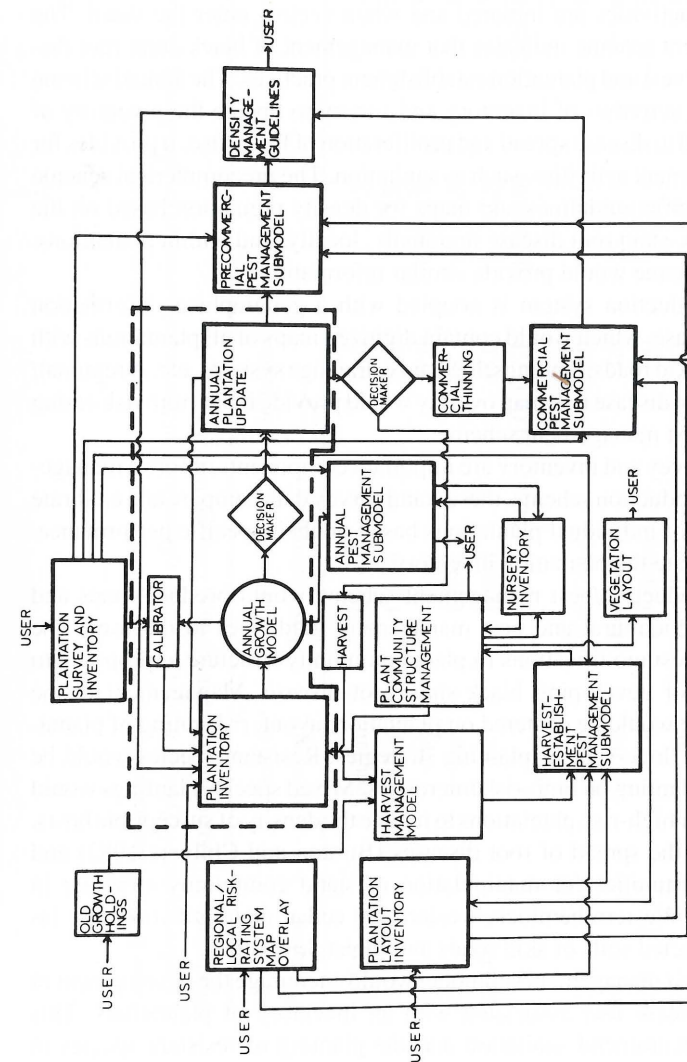 USER
DENSITY
MANAGE-
MENT
GUIDELINES
USER
PRECOMMERC-
IAL
PEST
MANAGEMENT
SUBMODEL
PLANTATION
SURVEY AND
INVENTORY
CALIBRATOR
ANNUAL
PLANTATION
UPDATE
DECISION
MAKER
ANNUAL
GROWTH
MODEL
PLANTATION
INVENTORY
OLD
GROWTH
HOLD-
INGS
USER
USER
DECISION
MAKER
COMMER-
CIAL
THINNING
COMMERCIAL
PEST
MANAGEMENT
SUBMODEL
ANNUAL
PEST
MANAGEMENT
SUBMODEL
HARVEST
USER
REGIONAL/
LOCAL RISK-
RATING
SYSTEM
MAP
OVERLAY
USER
PLANT
COMMUNITY
STRUCTURE
MANAGEMENT
NURSERY
INVENTORY
USER
HARVEST
MANAGEMENT
MODEL
HARVEST-
ESTABLISH-
MENT
PEST
MANAGEMENT
SUBMODEL
VEGETATION
LAYOUT
PLANTATION
LAYOUT
INVENTORY
USER